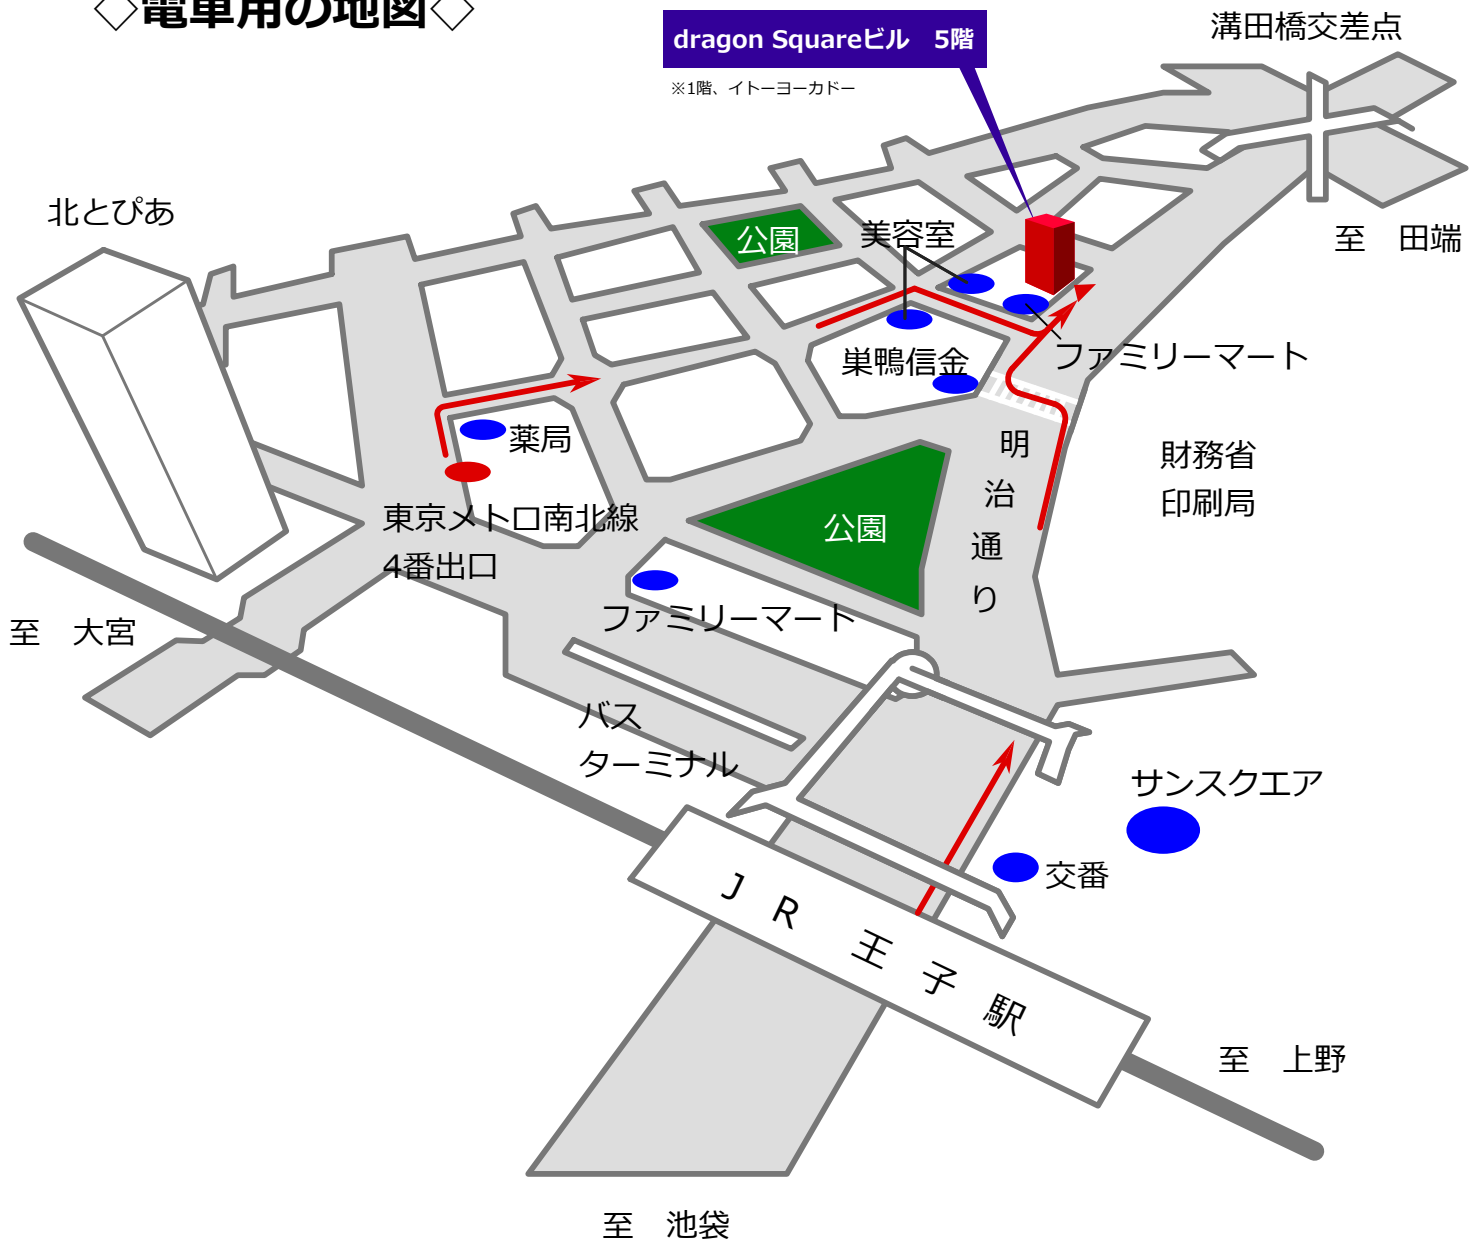 ◇電車用の地図◇
dragon Squareビル　5階
※1階、イトーヨーカドー
溝田橋交差点
北とぴあ
公園
美容室
至　田端
巣鴨信金
ファミリーマート
薬局
明治通り
財務省
印刷局
東京メトロ南北線
4番出口
公園
ファミリーマート
至　大宮
バス
ターミナル
サンスクエア
交番
ＪＲ　王子駅
至　上野
至　池袋